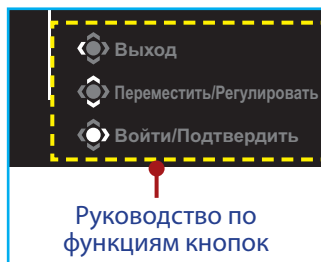 Выход
Переместить/Регулировать
Войти/Подтвердить
Руководство по
функциям кнопок